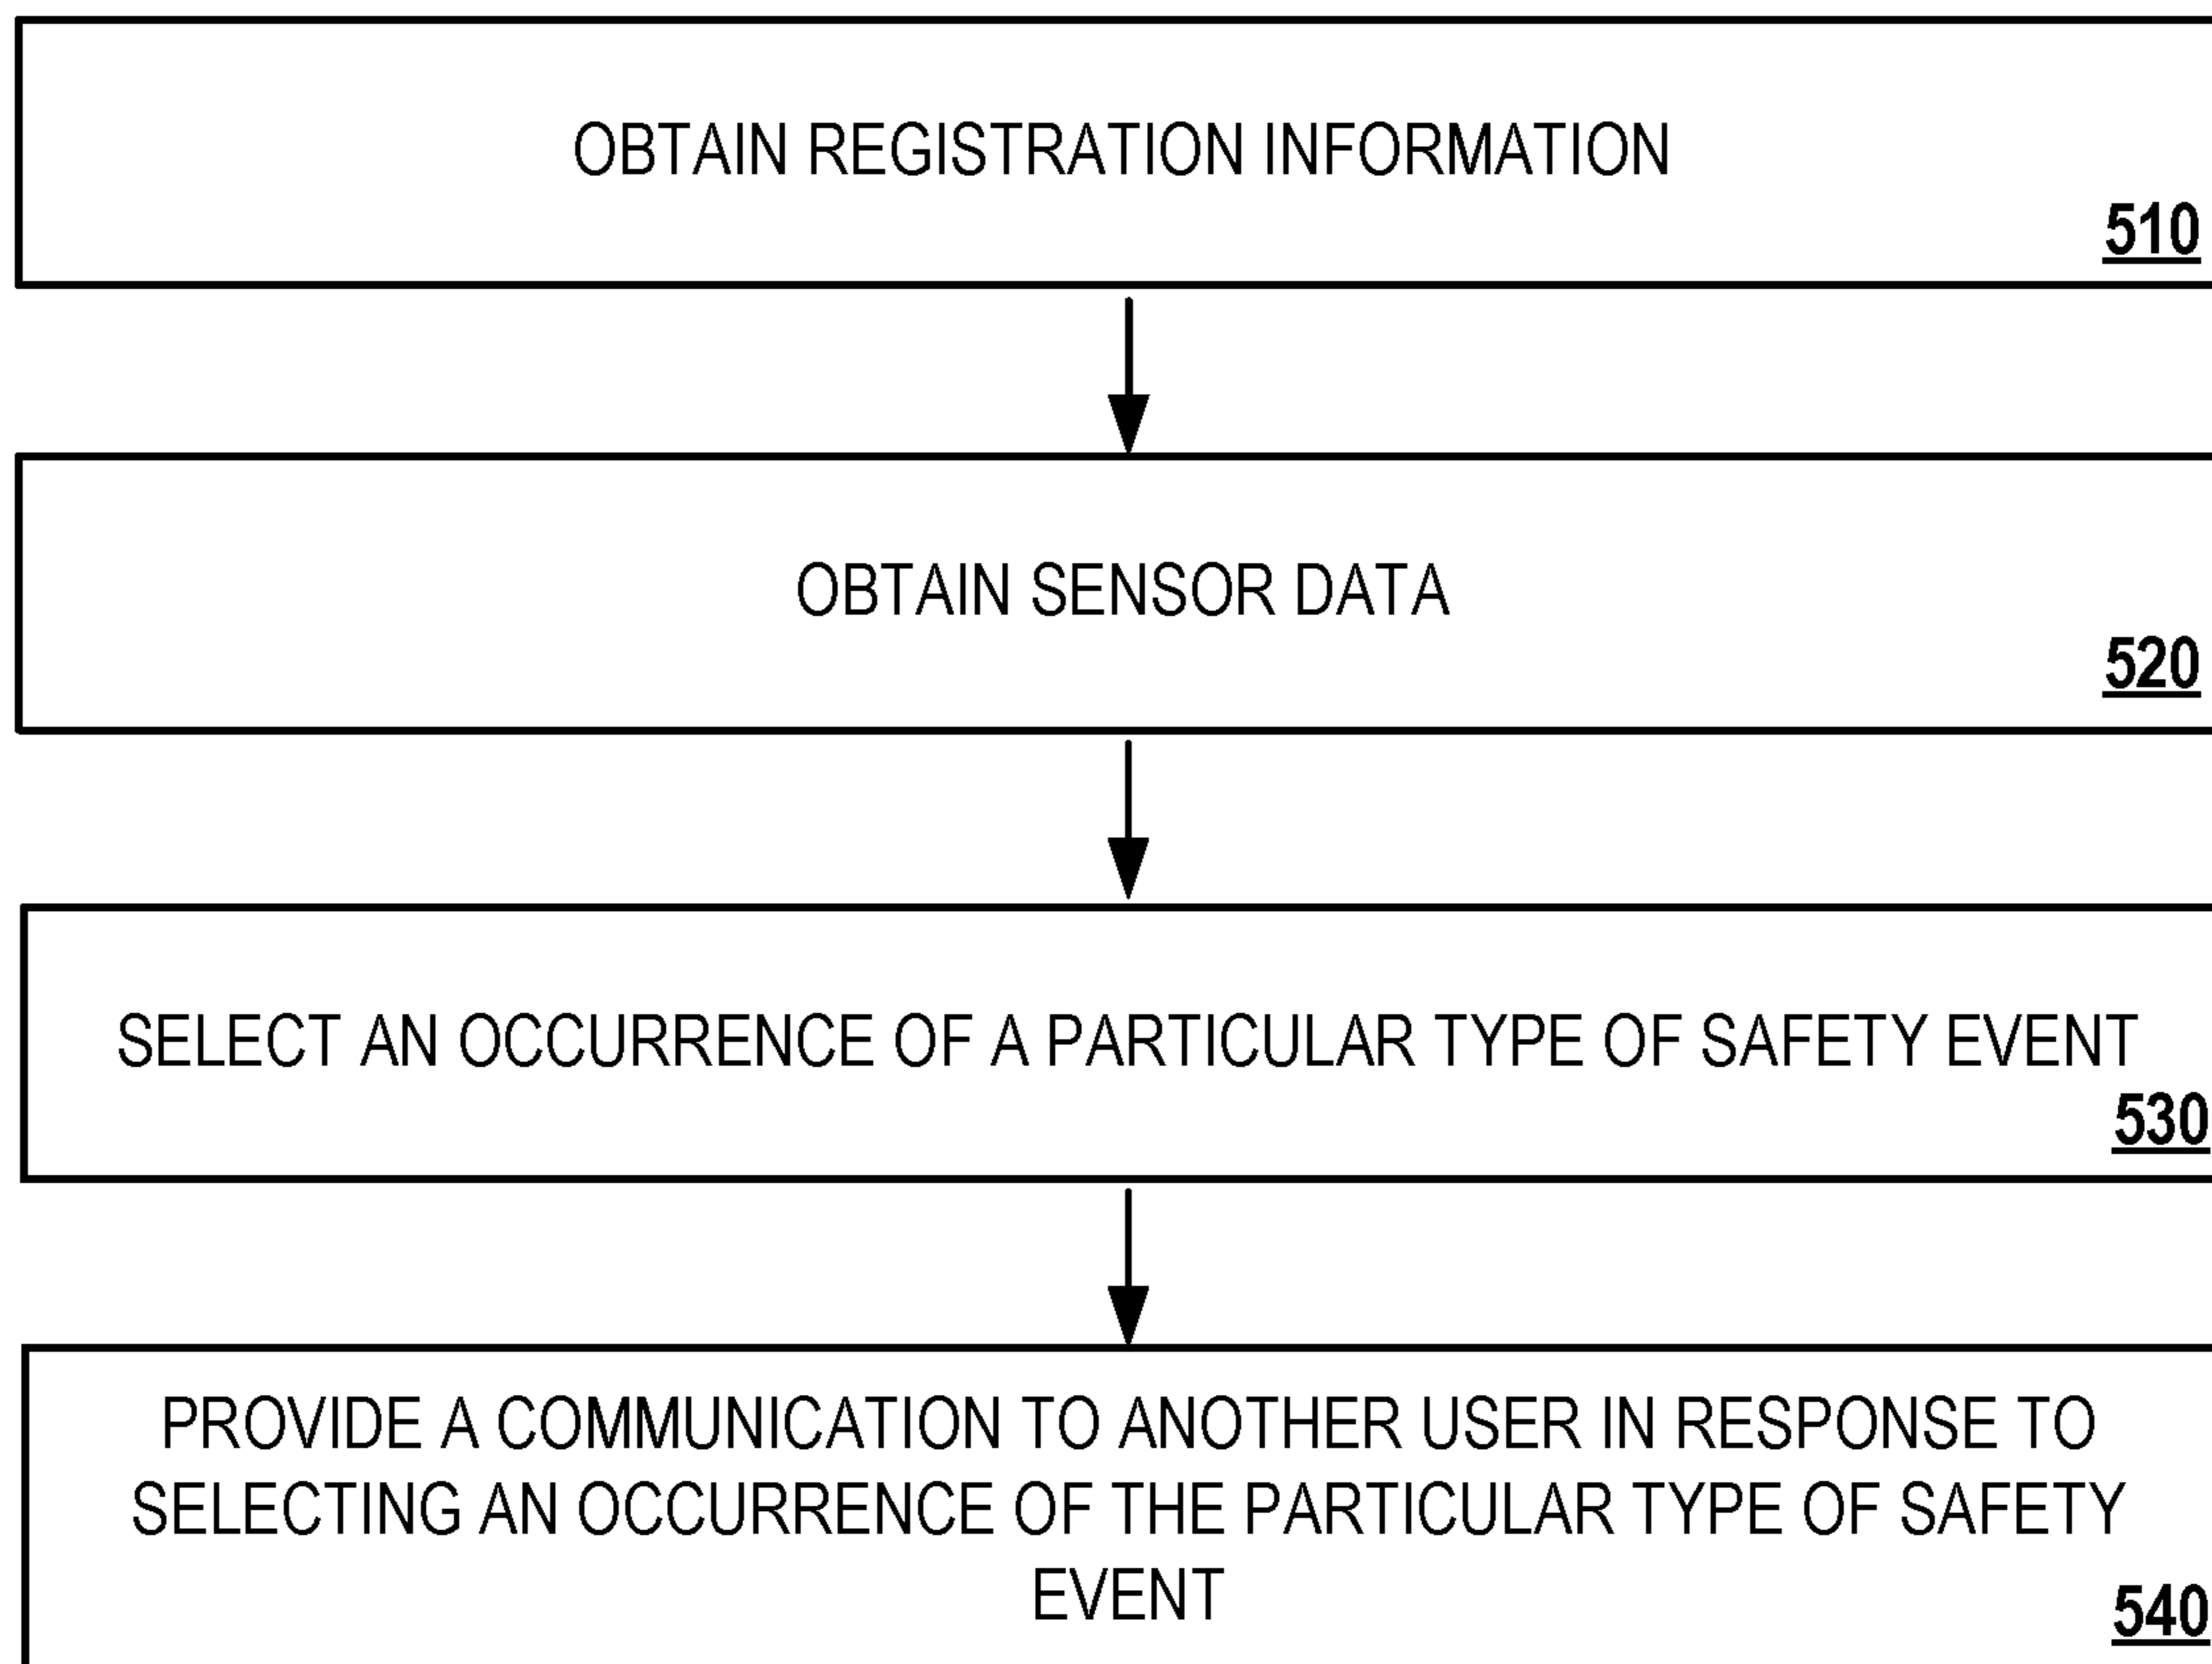 OBTAIN REGISTRATION INFORMATION
510
OBTAIN SENSOR DATA
520
SELECT AN OCCURRENCE OF A PARTICULAR TYPE OF SAFETY EVENT
530
PROVIDE A COMMUNICATION TO ANOTHER USER IN RESPONSE TO
SELECTING AN OCCURRENCE OF THE PARTICULAR TYPE OF SAFETY
EVENT
540